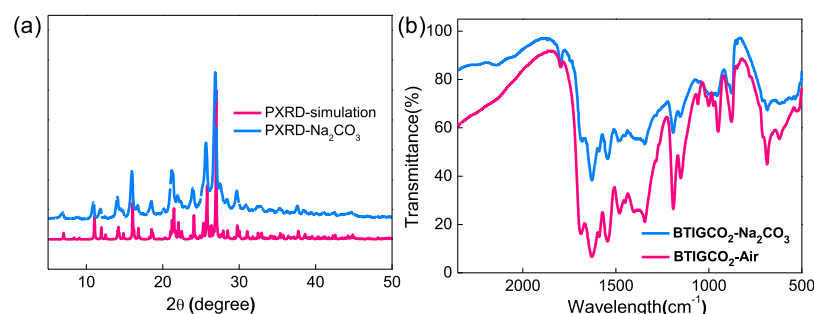 (a)
PXRD-simulation
PXRD-Na₂CO₃
10 20 30 40 50
2θ (degree)
(b)
Transmittance(%)
100
80
60
40
20
0
BTIGCO₂-Na₂CO₃
BTIGCO₂-Air
2000 1500 1000 500
Wavelength(cm⁻¹)